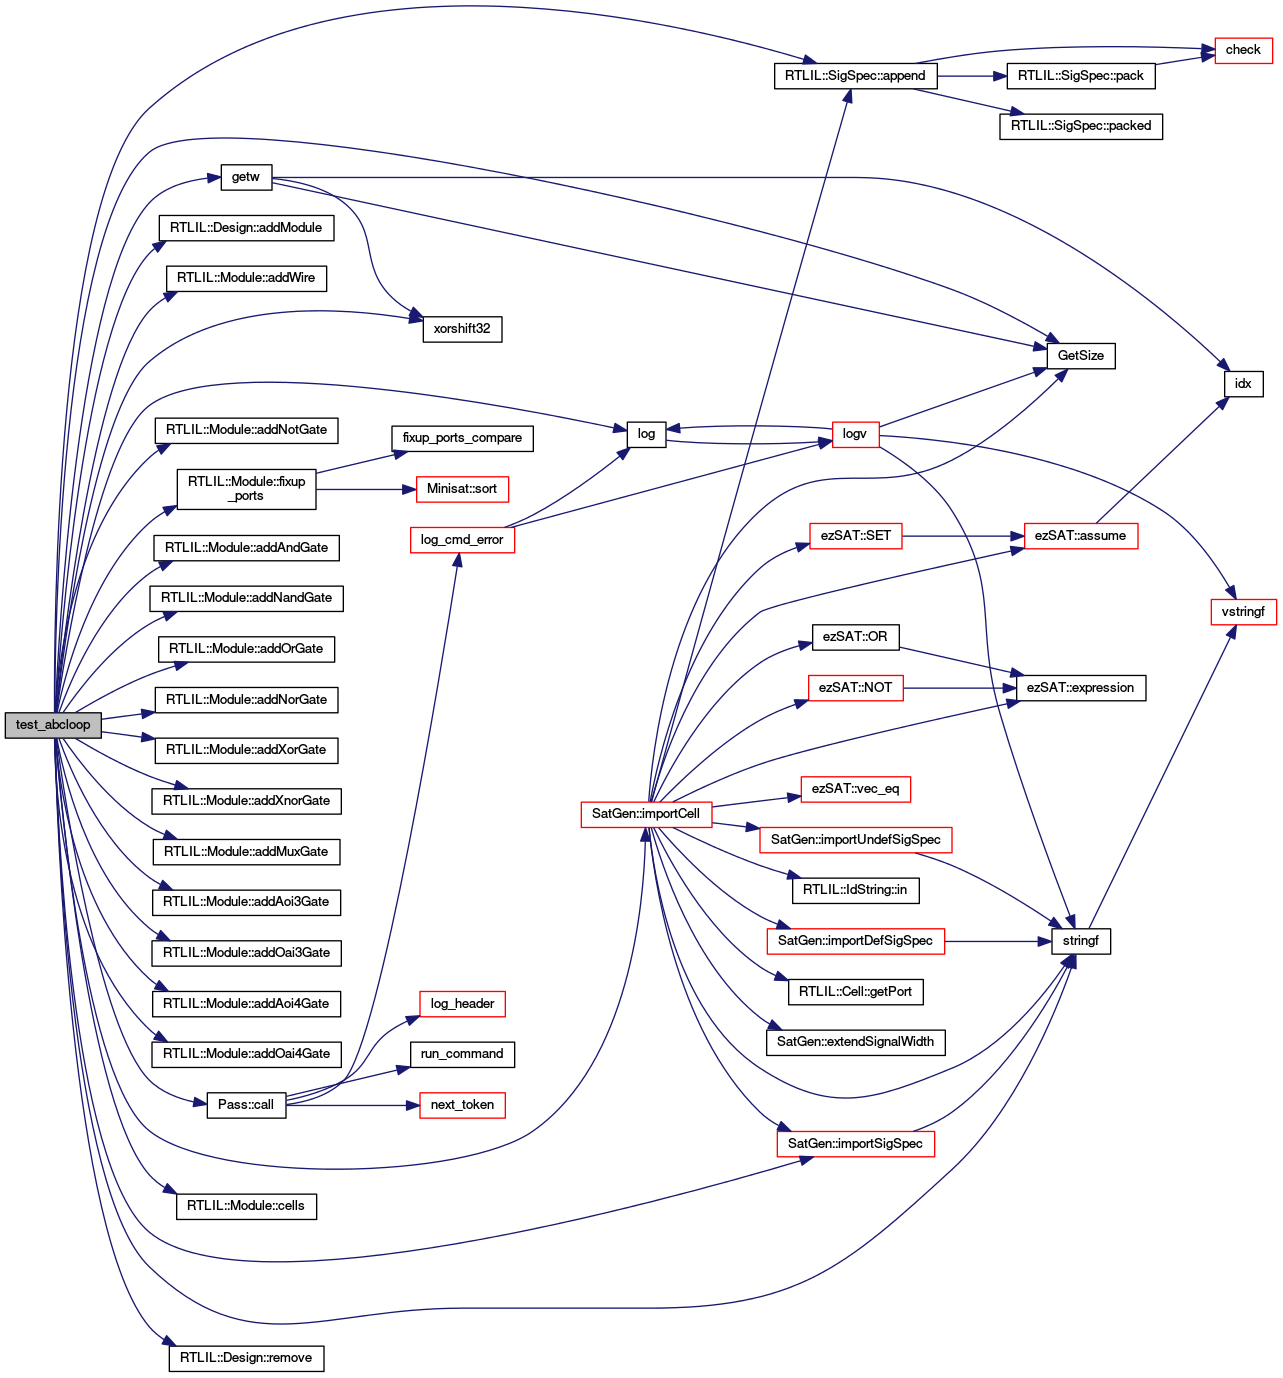 check
RTLIL::SigSpec::append
RTLIL::SigSpec::pack
RTLIL::SigSpec::packed
getw
RTLIL::Design::addModule
RTLIL::Module::addWire
xorshift32
GetSize
idx
RTLIL::Module::addNotGate
log
logv
fixup_ports_compare
RTLIL::Module::fixup
_ports
Minisat::sort
log_cmd_error
ezSAT::SET
ezSAT::assume
RTLIL::Module::addAndGate
RTLIL::Module::addNandGate
vstringf
ezSAT::OR
RTLIL::Module::addOrGate
ezSAT::NOT
ezSAT::expression
RTLIL::Module::addNorGate
test_abcloop
RTLIL::Module::addXorGate
ezSAT::vec_eq
RTLIL::Module::addXnorGate
SatGen::importCell
SatGen::importUndefSigSpec
RTLIL::Module::addMuxGate
RTLIL::IdString::in
RTLIL::Module::addAoi3Gate
SatGen::importDefSigSpec
stringf
RTLIL::Module::addOai3Gate
RTLIL::Cell::getPort
RTLIL::Module::addAoi4Gate
log_header
SatGen::extendSignalWidth
RTLIL::Module::addOai4Gate
run_command
Pass::call
next_token
SatGen::importSigSpec
RTLIL::Module::cells
RTLIL::Design::remove